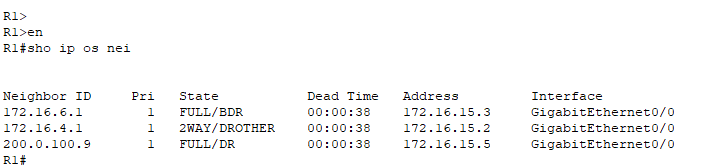 R1>
R1>en
R1#sho ip os nei
Neighbor ID Pri State Dead Time Address Interface
172.16.6.1 1 FULL/BDR 00:00:38 172.16.15.3 GigabitEthernet0/0
172.16.4.1 1 2WAY/DROTHER 00:00:38 172.16.15.2 GigabitEthernet0/0
200.0.100.9 1 FULL/DR 00:00:38 172.16.15.5 GigabitEthernet0/0
R1#